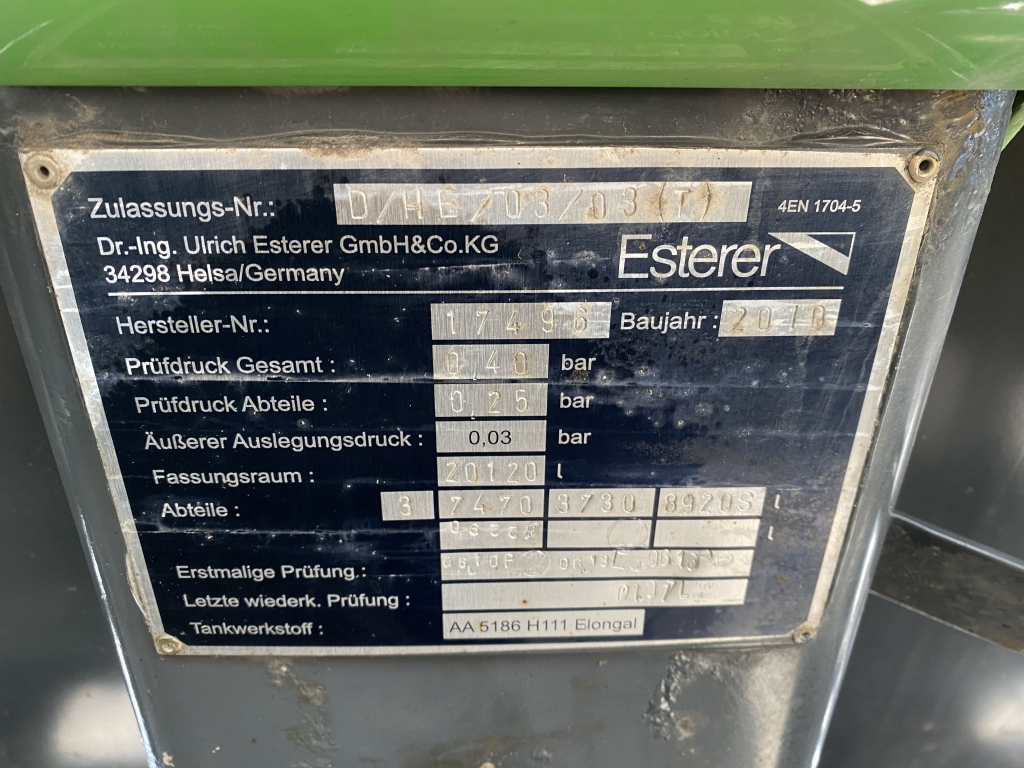 Zulassungs-Nr.: D/HE/03/03(T) 4EN 1704-5
Dr.-Ing. Ulrich Esterer GmbH&Co.KG
34298 Helsa/Germany
Esterer
Hersteller-Nr.: 17496 Baujahr : 2010
Prüfdruck Gesamt : 0,40 bar
Prüfdruck Abteile : 0,25 bar
Äußerer Auslegungsdruck : 0,03 bar
Fassungsraum : 20120 l
Abteile : 3 7470 3730 8920S l
l
Erstmalige Prüfung.:
Letzte wiederk. Prüfung :
Tankwerkstoff : AA 5186 H111 Elongal